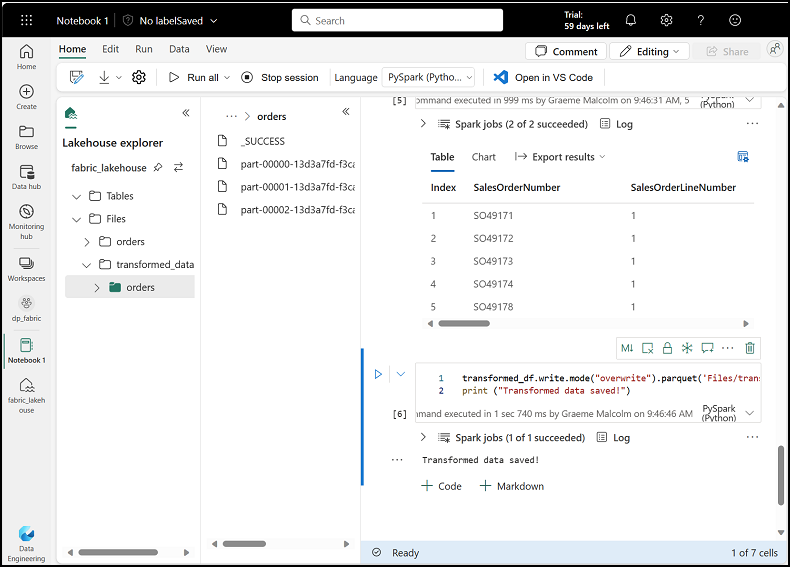 Notebook 1
No labelSaved
Search
Trial:
59 days left
Home
Create
Browse
Data hub
Monitoring
hub
Workspaces
dp_fabric
Notebook 1
fabric_lakeh
ouse
Data
Engineering
Home Edit Run Data View
Comment Editing Share
Run all Stop session Language PySpark (Pytho... Open in VS Code
Lakehouse explorer
fabric_lakehouse
Tables
Files
orders
transformed_data
orders
... > orders
_SUCCESS
part-00000-13d3a7fd-f3ca
part-00001-13d3a7fd-f3ca
part-00002-13d3a7fd-f3ca
[5] ommand executed in 999 ms by Graeme Malcolm on 9:46:31 AM, 5 PySpark (Python)
Spark jobs (2 of 2 succeeded) Log
Table Chart Export results
Index SalesOrderNumber SalesOrderLineNumber
1 SO49171 1
2 SO49172 1
3 SO49173 1
4 SO49174 1
5 SO49178 1
M↓
1 transformed_df.write.mode("overwrite").parquet('Files/trans
2 print ("Transformed data saved!")
[6] mmand executed in 1 sec 740 ms by Graeme Malcolm on 9:46:46 AM PySpark (Python)
Spark jobs (1 of 1 succeeded) Log
Transformed data saved!
+ Code + Markdown
Ready
1 of 7 cells